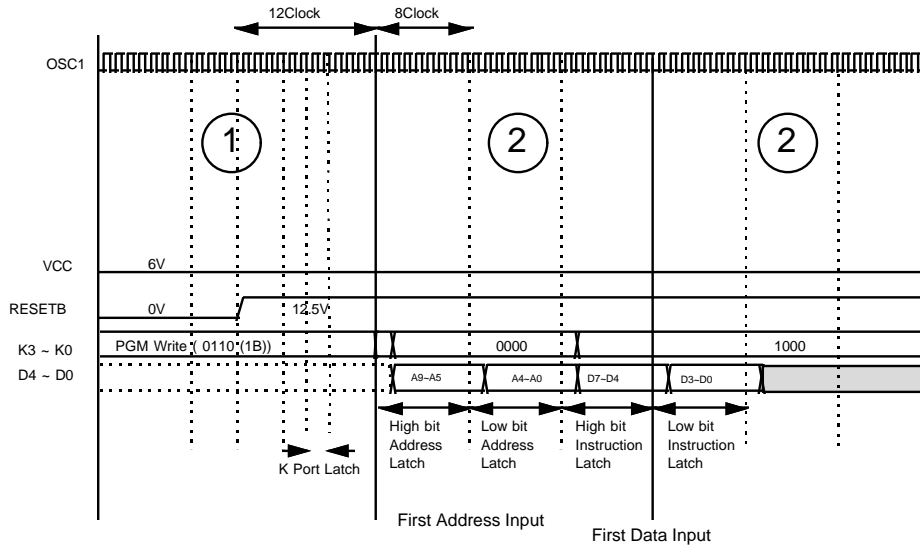 12Clock 8Clock
OSC1
1 2 2
VCC 6V
RESETB 0V 12.5V
K3 ~ K0 PGM Write ( 0110 (1B)) 0000 1000
D4 ~ D0 A9~A5 A4~A0 D7~D4 D3~D0
High bit Low bit High bit Low bit
Address Address Instruction Instruction
Latch Latch Latch Latch
K Port Latch
First Address Input
First Data Input